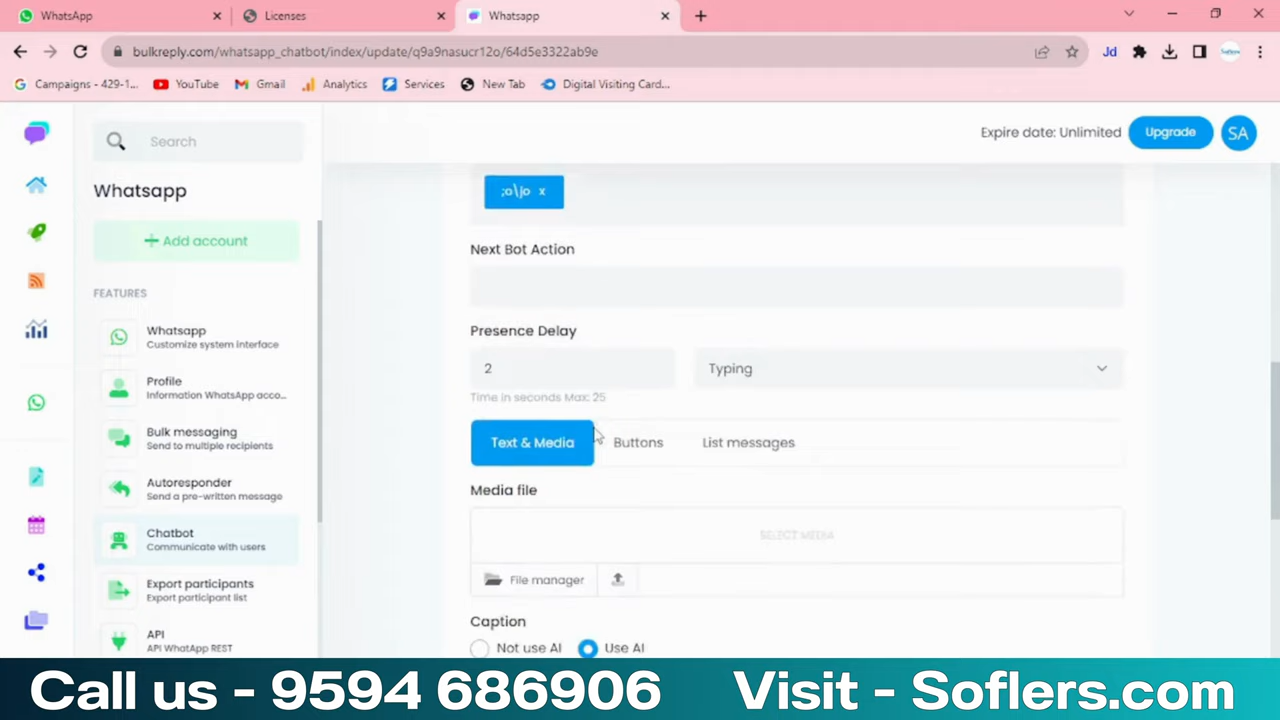 WhatsApp
Licenses
Whatsapp
bulkreply.com/whatsapp_chatbot/index/update/q9a9nasucr12o/64d5e3322ab9e
Jd
Campaigns - 429-1...
YouTube
Gmail
Analytics
Services
New Tab
Digital Visiting Card...
Search
Expire date: Unlimited
Upgrade
SA
Whatsapp
Add account
FEATURES
Whatsapp
Customize system interface
Profile
Information WhatsApp acco...
Bulk messaging
Send to multiple recipients
Autoresponder
Send a pre-written message
Chatbot
Communicate with users
Export participants
Export participant list
API
API WhatsApp REST
;o\jo x
Next Bot Action
Presence Delay
2
Typing
Time in seconds Max: 25
Text & Media
Buttons
List messages
Media file
SELECT MEDIA
File manager
Caption
Not use AI
Use AI
Call us - 9594 686906
Visit - Soflers.com